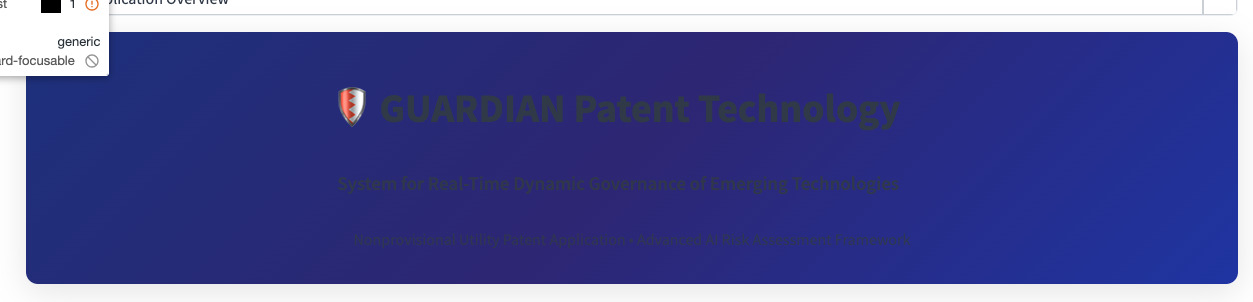 1
plication Overview
generic
rd-focusable
GUARDIAN Patent Technology
System for Real-Time Dynamic Governance of Emerging Technologies
Nonprovisional Utility Patent Application • Advanced AI Risk Assessment Framework